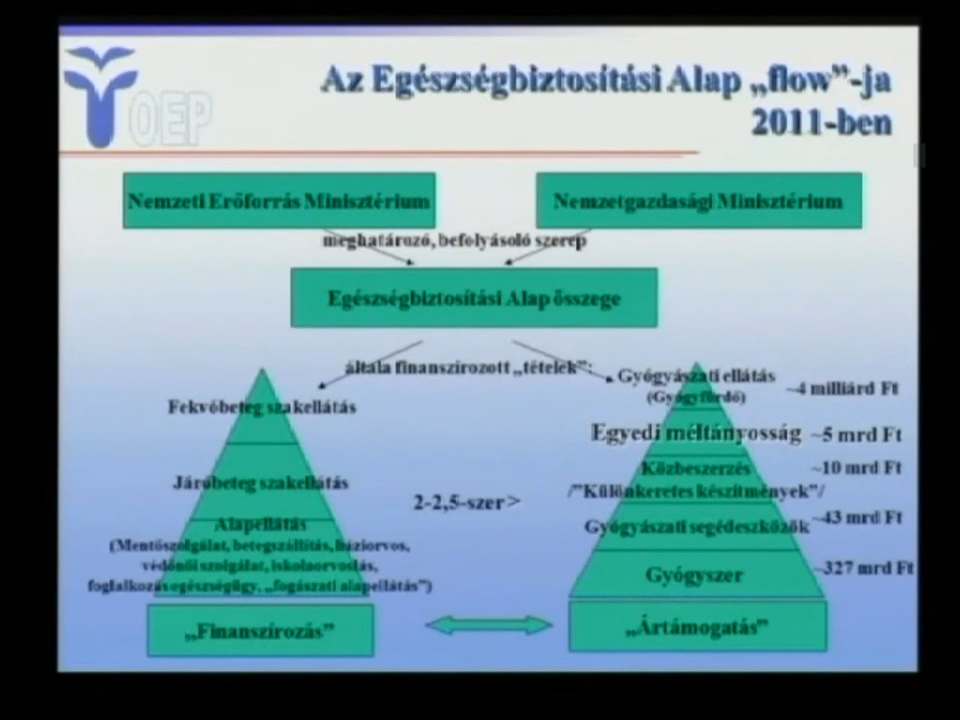 OEP
Az Egészségbiztosítási Alap „flow”-ja
2011-ben
Nemzeti Erőforrás Minisztérium
Nemzetgazdasági Minisztérium
meghatározó, befolyásoló szerep
Egészségbiztosítási Alap összege
általa finanszírozott „tételek”:
Fekvőbeteg szakellátás
Járóbeteg szakellátás
Alapellátás
(Mentőszolgálat, betegszállítás, háziorvos,
védőnői szolgálat, iskolaorvoslás,
foglalkozásegészségügy, „fogászati alapellátás”)
„Finanszírozás”
2-2,5-szer >
Gyógyászati ellátás
(Gyógyfürdő)
~4 milliárd Ft
Egyedi méltányosság
~5 mrd Ft
Közbeszerzés
~10 mrd Ft
/”Különkeretes készítmények”/
Gyógyászati segédeszközök
~43 mrd Ft
Gyógyszer
~327 mrd Ft
„Ártámogatás”